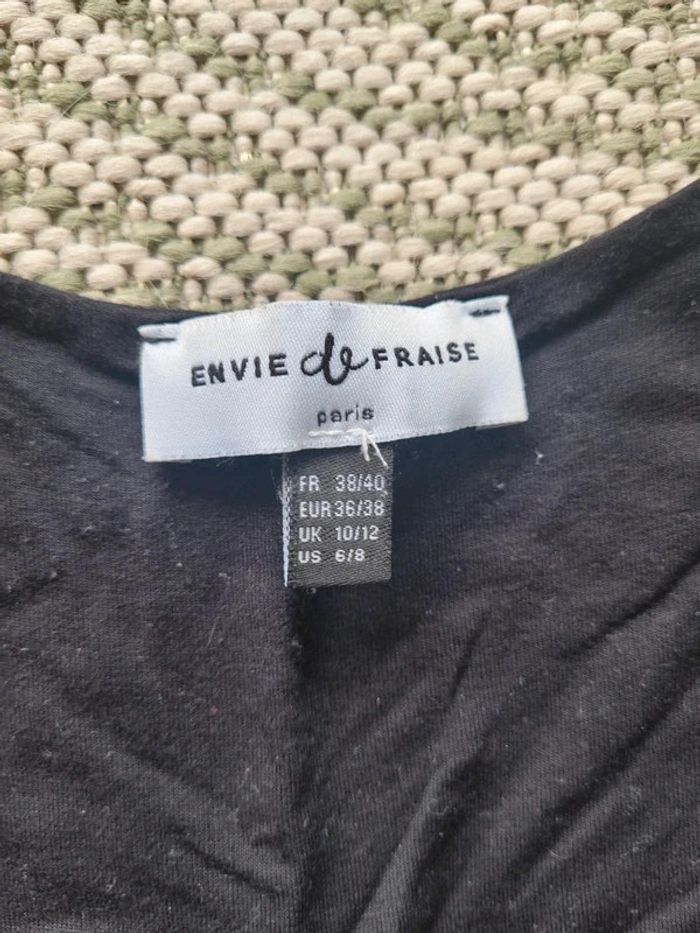 ENVIE de FRAISE
paris
FR 38/40
EUR 36/38
UK 10/12
US 6/8